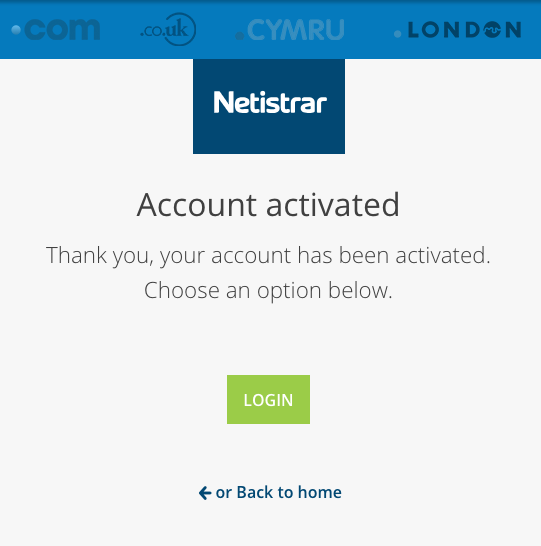 .com .co.uk .CYMRU .LONDON
Netistrar
Account activated
Thank you, your account has been activated.
Choose an option below.
LOGIN
or Back to home